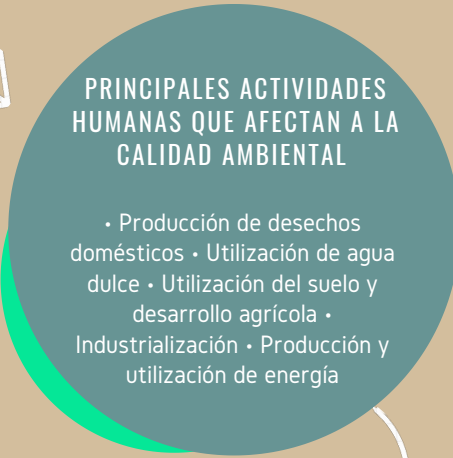 PRINCIPALES ACTIVIDADES
HUMANAS QUE AFECTAN A LA
CALIDAD AMBIENTAL
• Producción de desechos
domésticos • Utilización de agua
dulce • Utilización del suelo y
desarrollo agrícola •
Industrialización • Producción y
utilización de energía